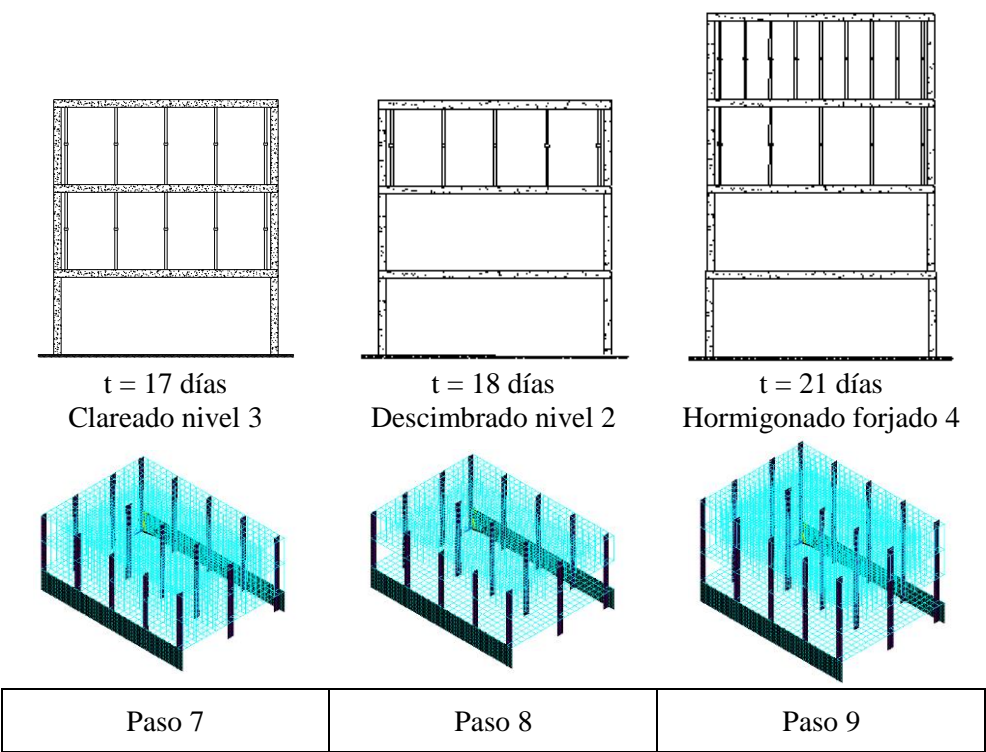 t = 17 días
Clareado nivel 3
t = 18 días
Descimbrado nivel 2
t = 21 días
Hormigonado forjado 4
Paso 7
Paso 8
Paso 9